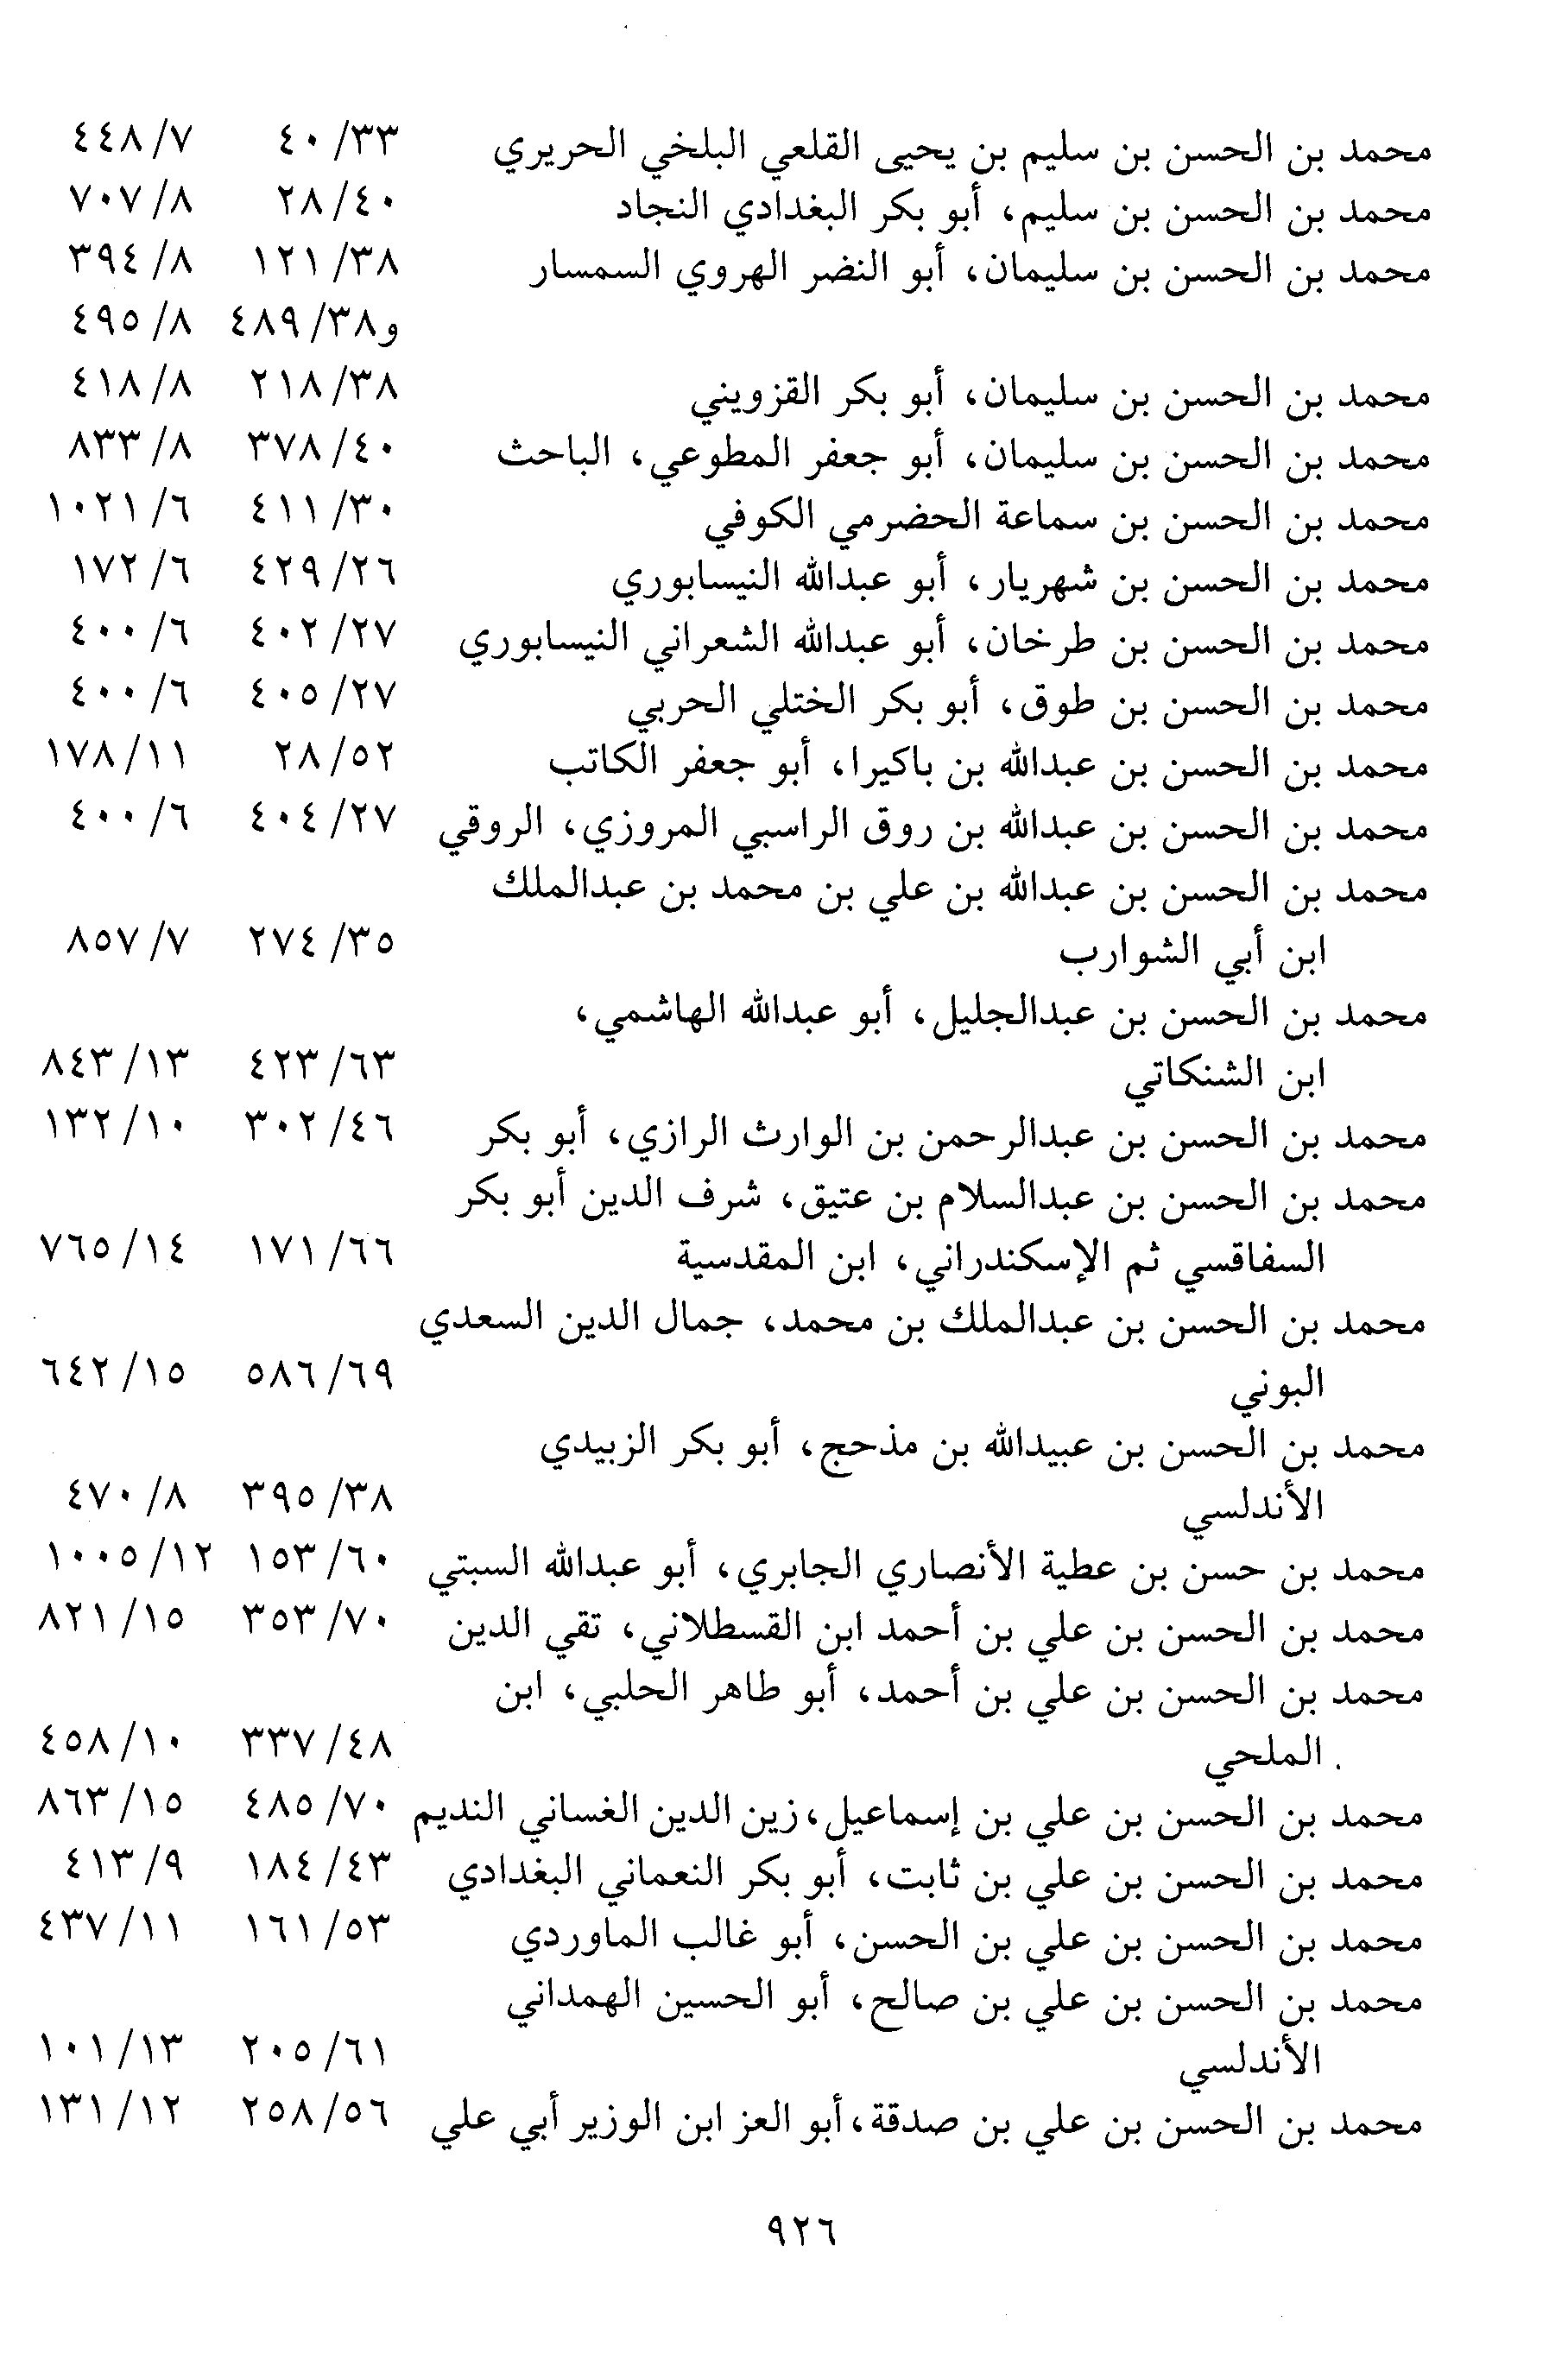 محمد بن الحسن بن سليم بن يحيى القلعي البلخي الحريري ٤٠/٣٣ ٤٤٨/٧
محمد بن الحسن بن سليم، أبو بكر البغدادي النجاد ٢٨/٤٠ ٧٠٧/٨
محمد بن الحسن بن سليمان، أبو النضر الهروي السمسار ١٢١/٣٨ ٣٩٤/٨
و٤٨٩/٣٨ ٤٩٥/٨
محمد بن الحسن بن سليمان، أبو بكر القزويني ٢١٨/٣٨ ٤١٨/٨
محمد بن الحسن بن سليمان، أبو جعفر المطوعي، الباحث ٣٧٨/٤٠ ٨٣٣/٨
محمد بن الحسن بن سماعة الحضرمي الكوفي ٤١١/٣٠ ١٠٢١/٦
محمد بن الحسن بن شهريار، أبو عبدالله النيسابوري ٤٢٩/٢٦ ١٧٢/٦
محمد بن الحسن بن طرخان، أبو عبدالله الشعراني النيسابوري ٤٠٢/٢٧ ٤٠٠/٦
محمد بن الحسن بن طوق، أبو بكر الختلي الحربي ٤٠٥/٢٧ ٤٠٠/٦
محمد بن الحسن بن عبدالله بن باكيرا، أبو جعفر الكاتب ٢٨/٥٢ ١٧٨/١١
محمد بن الحسن بن عبدالله بن روق الراسبي المروزي، الروقي ٤٠٤/٢٧ ٤٠٠/٦
محمد بن الحسن بن عبدالله بن علي بن محمد بن عبدالملك
ابن أبي الشوارب ٢٧٤/٣٥ ٨٥٧/٧
محمد بن الحسن بن عبدالجليل، أبو عبدالله الهاشمي،
ابن الشنكاتي ٤٢٣/٦٣ ٨٤٣/١٣
محمد بن الحسن بن عبدالرحمن بن الوارث الرازي، أبو بكر ٣٠٢/٤٦ ١٣٢/١٠
محمد بن الحسن بن عبدالسلام بن عتيق، شرف الدين أبو بكر
السفاقسي ثم الإسكندراني، ابن المقدسية ١٧١/٦٦ ٧٦٥/١٤
محمد بن الحسن بن عبدالملك بن محمد، جمال الدين السعدي
البوني ٥٨٦/٦٩ ٦٤٢/١٥
محمد بن الحسن بن عبيدالله بن مذحج، أبو بكر الزبيدي
الأندلسي ٣٩٥/٣٨ ٤٧٠/٨
محمد بن حسن بن عطية الأنصاري الجابري، أبو عبدالله السبتي ١٥٣/٦٠ ١٠٠٥/١٢
محمد بن الحسن بن علي بن أحمد ابن القسطلاني، تقي الدين ٣٥٣/٧٠ ٨٢١/١٥
محمد بن الحسن بن علي بن أحمد، أبو طاهر الحلبي، ابن
الملحي ٣٣٧/٤٨ ٤٥٨/١٠
محمد بن الحسن بن علي بن إسماعيل، زين الدين الغساني النديم ٤٨٥/٧٠ ٨٦٣/١٥
محمد بن الحسن بن علي بن ثابت، أبو بكر النعماني البغدادي ١٨٤/٤٣ ٤١٣/٩
محمد بن الحسن بن علي بن الحسن، أبو غالب الماوردي ١٦١/٥٣ ٤٣٧/١١
محمد بن الحسن بن علي بن صالح، أبو الحسين الهمداني
الأندلسي ٢٠٥/٦١ ١٠١/١٣
محمد بن الحسن بن علي بن صدقة، أبو العز ابن الوزير أبي علي ٢٥٨/٥٦ ١٣١/١٢
٩٢٦